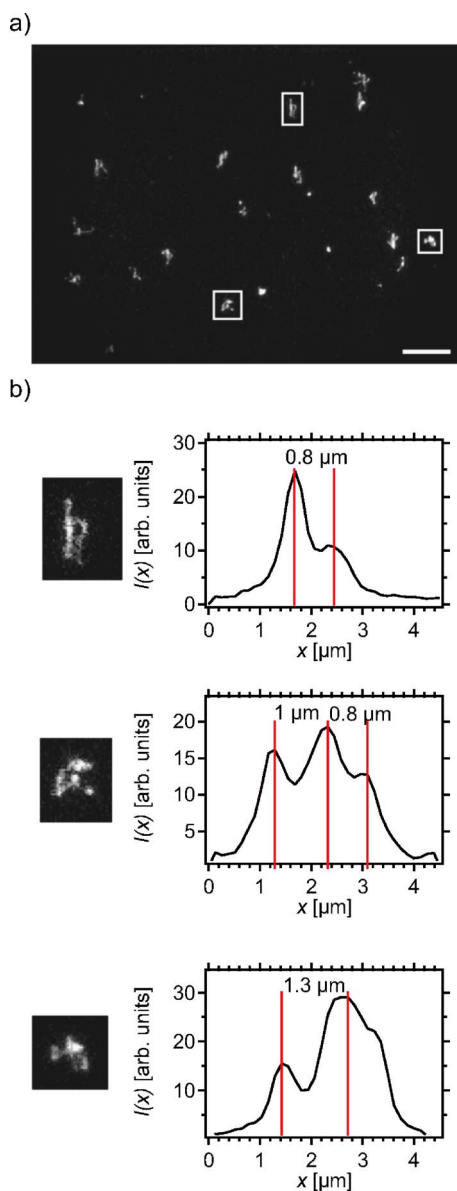 a)
b)
30
20
10
0
I(x) [arb. units]
0.8 µm
0 1 2 3 4
x [µm]
20
15
10
5
I(x) [arb. units]
1 µm 0.8 µm
0 1 2 3 4
x [µm]
30
20
10
I(x) [arb. units]
1.3 µm
0 1 2 3 4
x [µm]